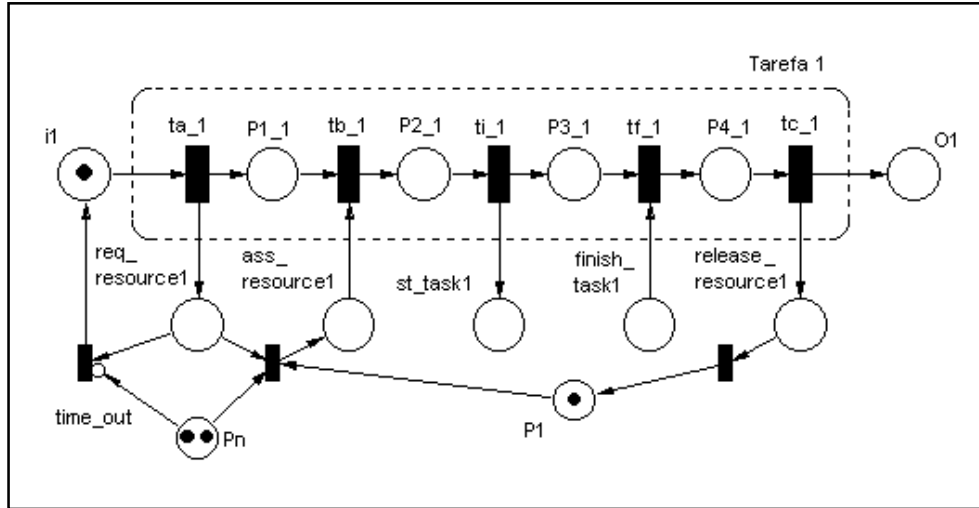 Tarefa 1
i1
ta_1
P1_1
tb_1
P2_1
ti_1
P3_1
tf_1
P4_1
tc_1
O1
req_
resource1
ass_
resource1
st_task1
finish_
task1
release_
resource1
time_out
Pn
P1